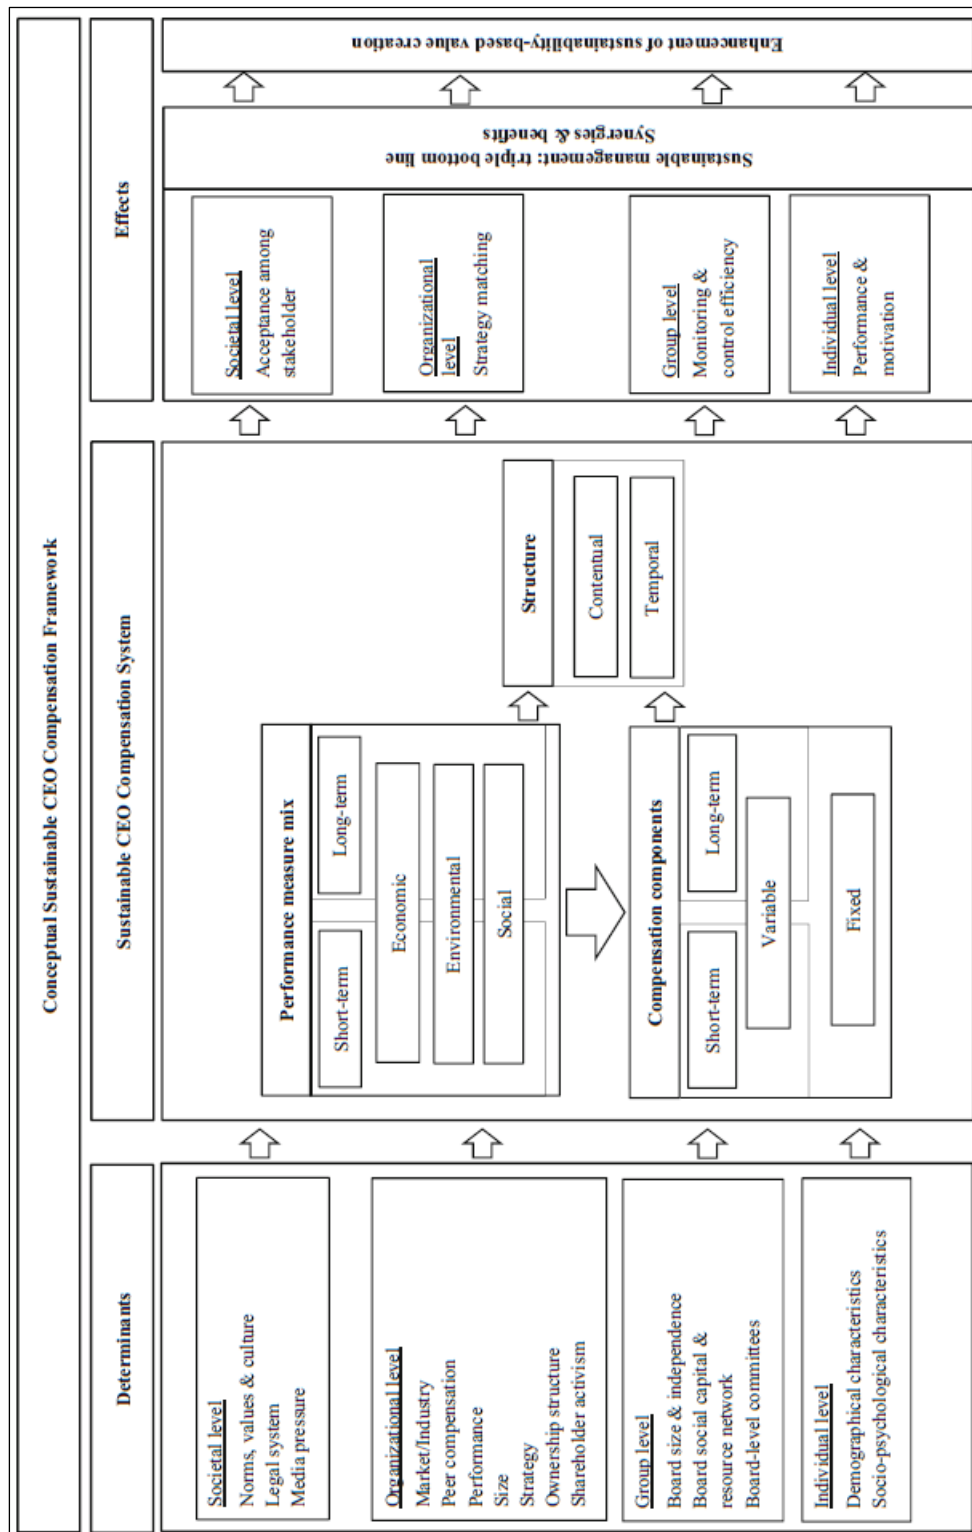 Conceptual Sustainable CEO Compensation Framework
Determinants
Sustainable CEO Compensation System
Effects
Societal level
Norms, values & culture
Legal system
Media pressure
Organizational level
Market/Industry
Peer compensation
Performance
Size
Strategy
Ownership structure
Shareholder activism
Group level
Board size & independence
Board social capital &
resource network
Board-level committees
Individual level
Demographical characteristics
Socio-psychological characteristics
Performance measure mix
Short-term
Long-term
Economic
Environmental
Social
Compensation components
Short-term
Long-term
Variable
Fixed
Structure
Contentual
Temporal
Societal level
Acceptance among
stakeholder
Organizational
level
Strategy matching
Group level
Monitoring &
control efficiency
Individual level
Performance &
motivation
Sustainable management: triple bottom line
Synergies & benefits
Enhancement of sustainability-based value creation